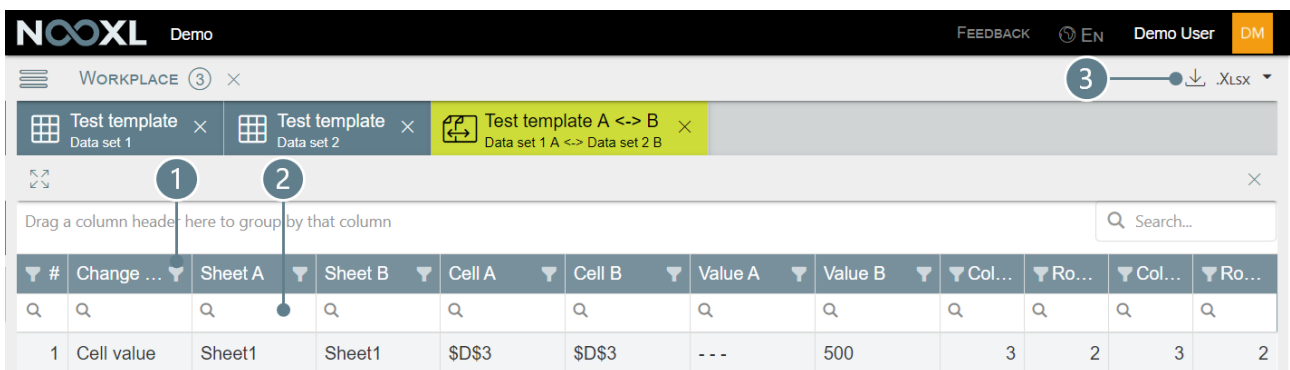 NOOXL Demo FEEDBACK EN Demo User DM
WORKPLACE 3 3 .XLSX
Test template Test template Test template A <-> B
Data set 1 Data set 2 Data set 1 A <-> Data set 2 B
1 2
Drag a column header here to group by that column Search...
# Change ... Sheet A Sheet B Cell A Cell B Value A Value B Col... Ro... Col... Ro...
1 Cell value Sheet1 Sheet1 $D$3 $D$3 - - - 500 3 2 3 2